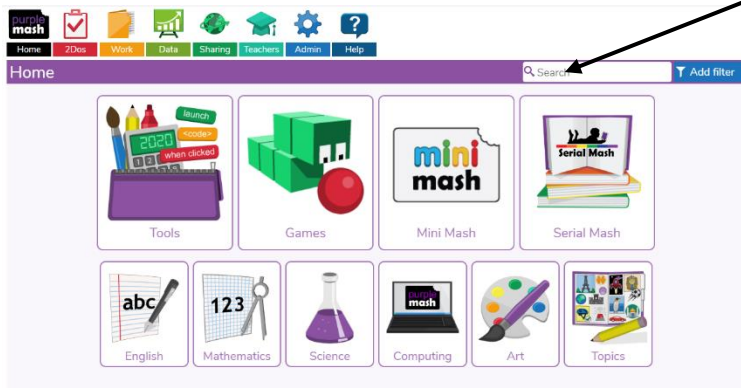 purple
mash
Home 2Dos Work Data Sharing Teachers Admin Help
Home Search Add filter
launch
<code>
2020
when clicked
1 2
Tools
Games
mini
mash
Mini Mash
Serial Mash
Serial Mash
abc
English
123
Mathematics
Science
purple
mash
Computing
Art
Topics